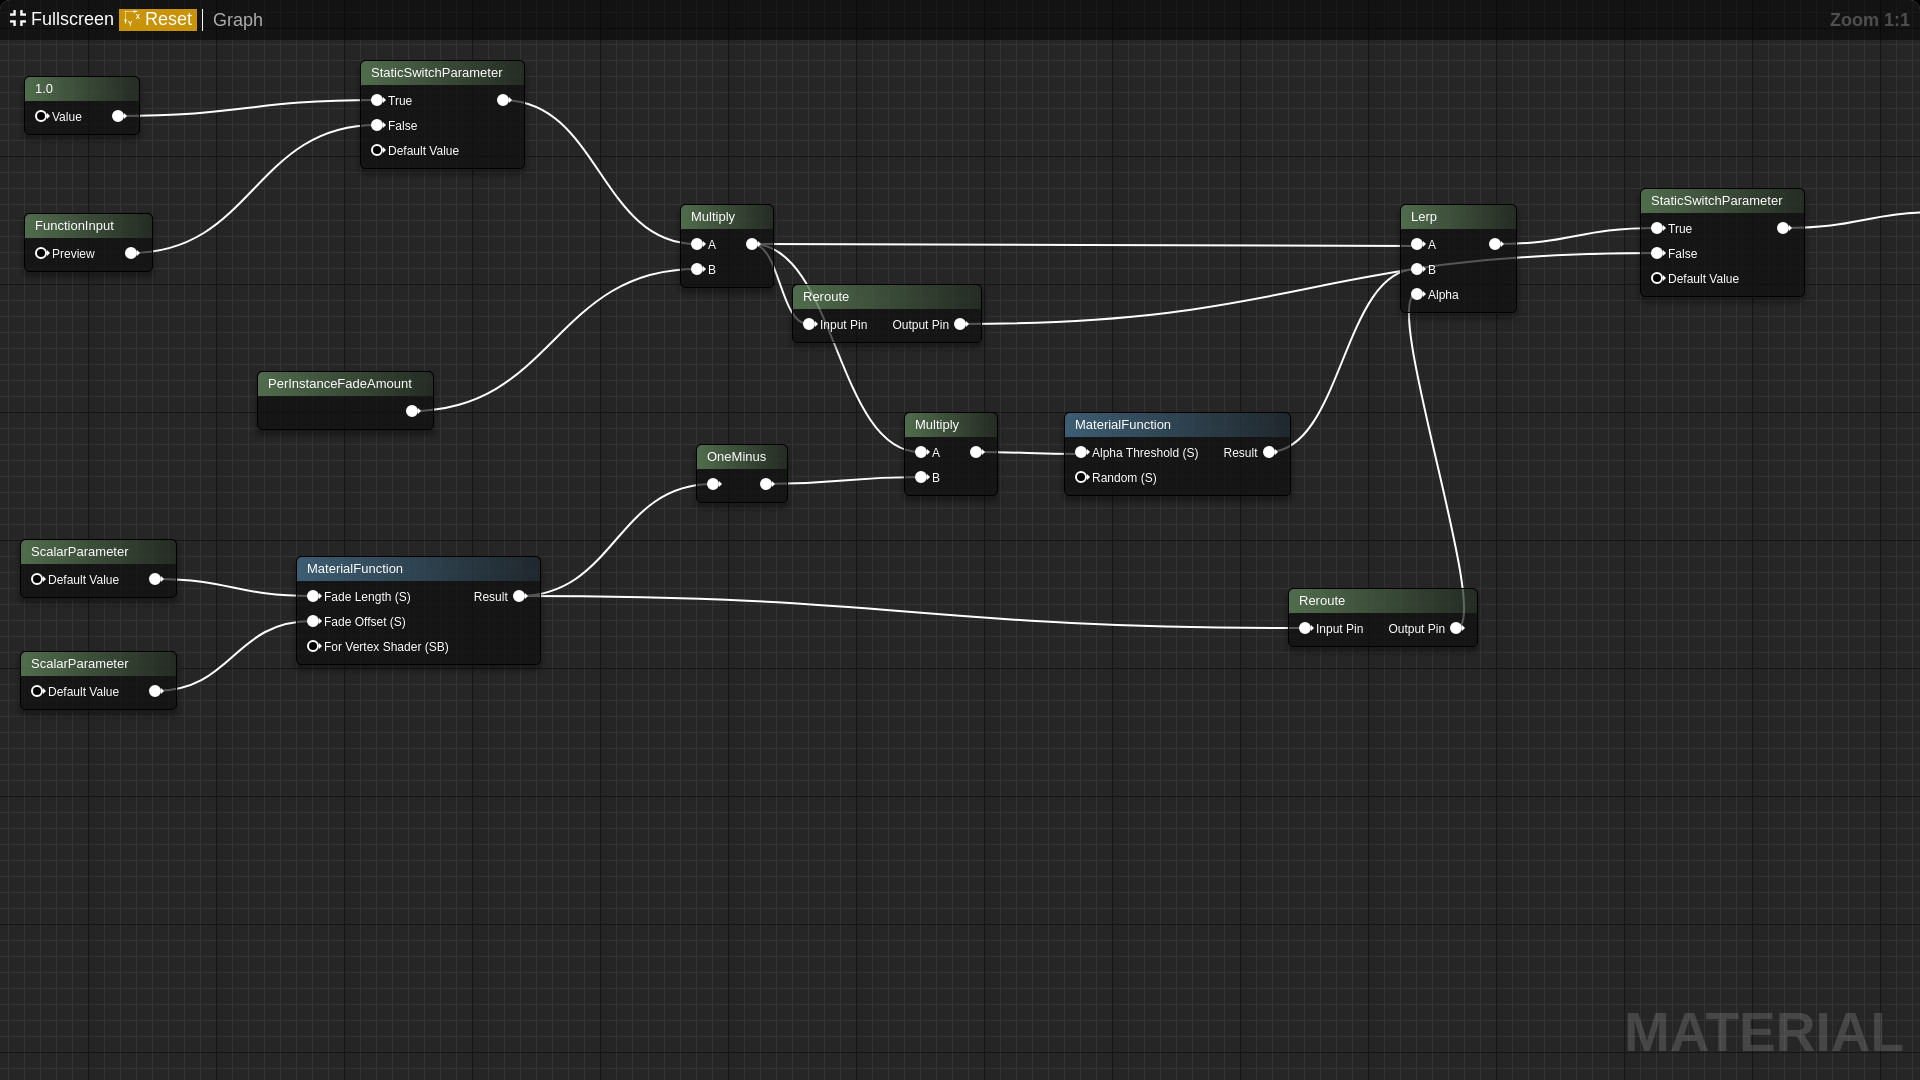 Fullscreen Reset Graph Zoom 1:1
1.0
Value
StaticSwitchParameter
True
False
Default Value
FunctionInput
Preview
Multiply
A
B
Reroute
Input Pin Output Pin
Lerp
A
B
Alpha
StaticSwitchParameter
True
False
Default Value
PerInstanceFadeAmount
OneMinus
Multiply
A
B
MaterialFunction
Alpha Threshold (S) Result
Random (S)
ScalarParameter
Default Value
MaterialFunction
Fade Length (S) Result
Fade Offset (S)
For Vertex Shader (SB)
ScalarParameter
Default Value
Reroute
Input Pin Output Pin
MATERIAL